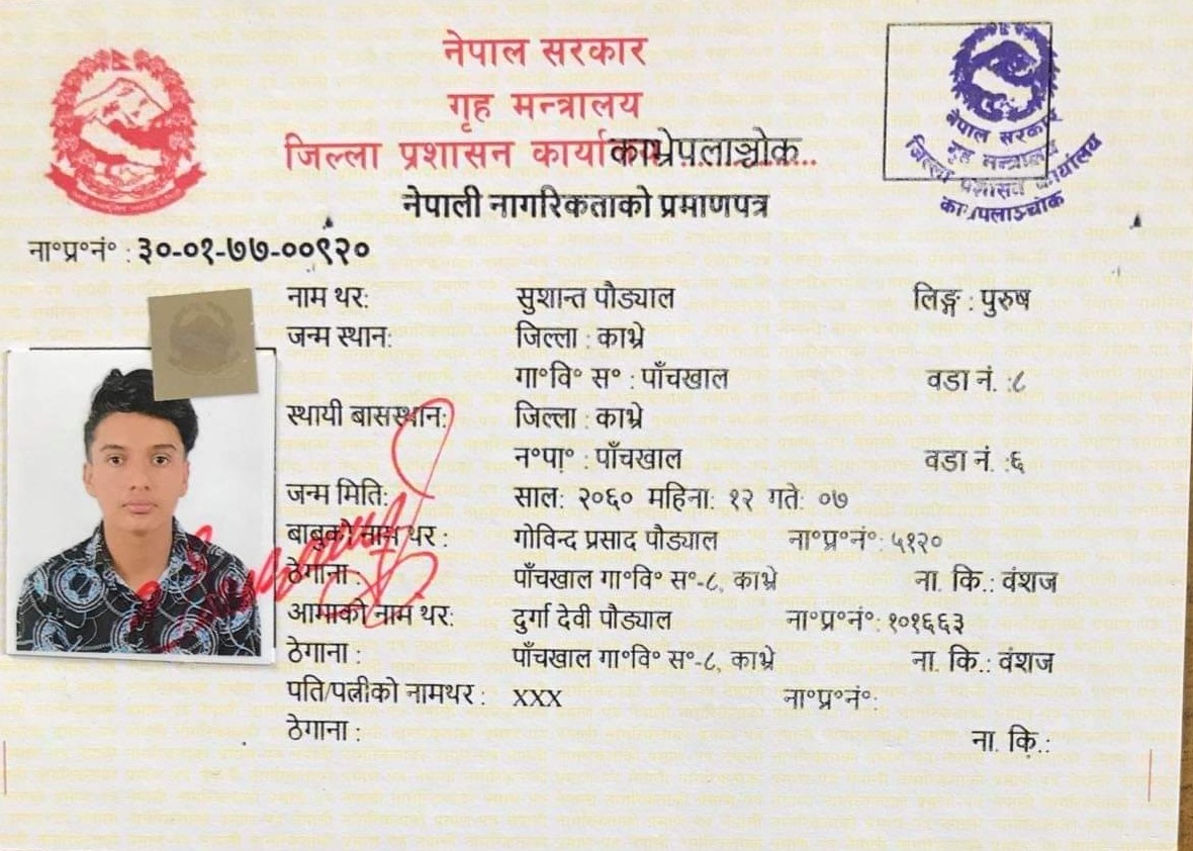 नेपाल सरकार
गृह मन्त्रालय
जिल्ला प्रशासन कार्यालय काभ्रेपलाञ्चोक
नेपाल सरकार
गृह मन्त्रालय
जिल्ला प्रशासन कार्यालय
काभ्रेपलाञ्चोक
नेपाली नागरिकताको प्रमाणपत्र
ना॰प्र॰नं॰ : ३०-०१-७७-००९२०
नाम थर: सुशान्त पौड्याल लिङ्ग : पुरुष
जन्म स्थान: जिल्ला : काभ्रे
गा॰वि॰ स॰ : पाँचखाल वडा नं. :८
स्थायी बासस्थान: जिल्ला : काभ्रे
न॰पा॰ : पाँचखाल वडा नं. :६
जन्म मिति: साल: २०६० महिना: १२ गते: ०७
बाबुको नाम थर : गोविन्द प्रसाद पौड्याल ना॰प्र॰नं॰: ५१२०
ठेगाना : पाँचखाल गा॰वि॰ स॰-८, काभ्रे ना. कि.: वंशज
आमाको नाम थर: दुर्गा देवी पौड्याल ना॰प्र॰नं॰: १०१६६३
ठेगाना : पाँचखाल गा॰वि॰ स॰-८, काभ्रे ना. कि.: वंशज
पति/पत्नीको नामथर : XXX ना॰प्र॰नं॰:
ठेगाना : ना. कि.: